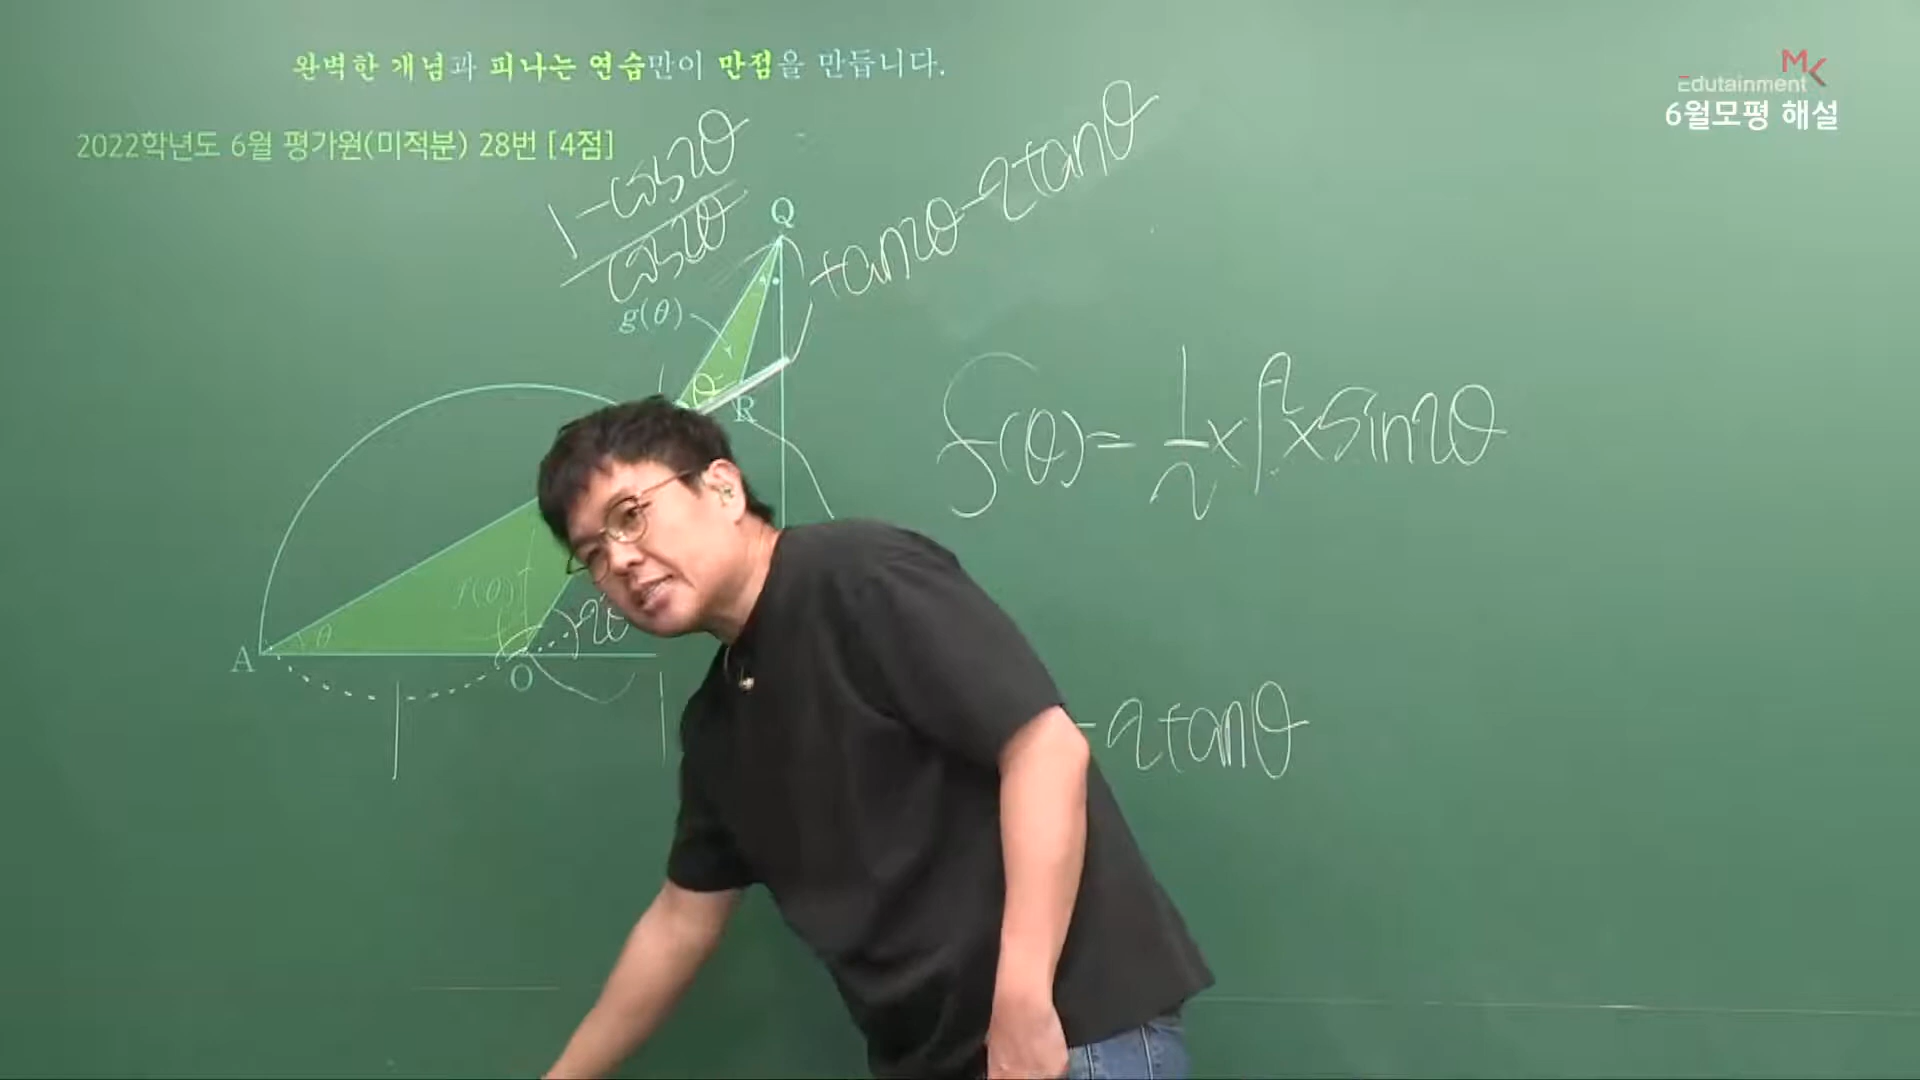 완벽한 개념과 피나는 연습만이 만점을 만듭니다.
MK
Edutainment
6월모평 해설
2022학년도 6월 평가원(미적분) 28번 [4점]
1-cos2θ
cos2θ
tan2θ-2tanθ
Q
g(θ)
θ
R
f(θ)= 1/2 ×1²×sin2θ
f(θ)
2θ
A
θ
O
1
1
-2tanθ